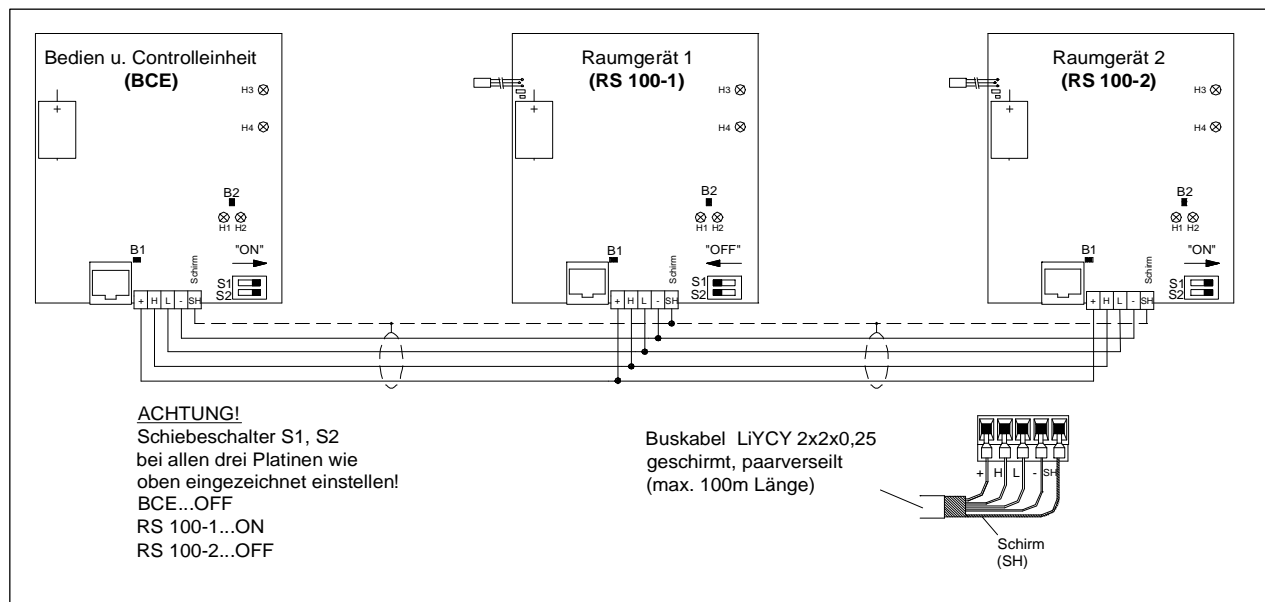 Bedien u. Controlleinheit
(BCE)
+
H3
H4
B2
H1 H2
B1
"ON"
Schirm
S1
S2
+ H L - SH
Raumgerät 1
(RS 100-1)
+
H3
H4
B2
H1 H2
B1
"OFF"
Schirm
S1
S2
+ H L - SH
Raumgerät 2
(RS 100-2)
+
H3
H4
B2
H1 H2
B1
"ON"
Schirm
S1
S2
+ H L - SH
ACHTUNG!
Schiebeschalter S1, S2
bei allen drei Platinen wie
oben eingezeichnet einstellen!
BCE...OFF
RS 100-1...ON
RS 100-2...OFF
Buskabel LiYCY 2x2x0,25
geschirmt, paarverseilt
(max. 100m Länge)
+ H L - SH
Schirm
(SH)